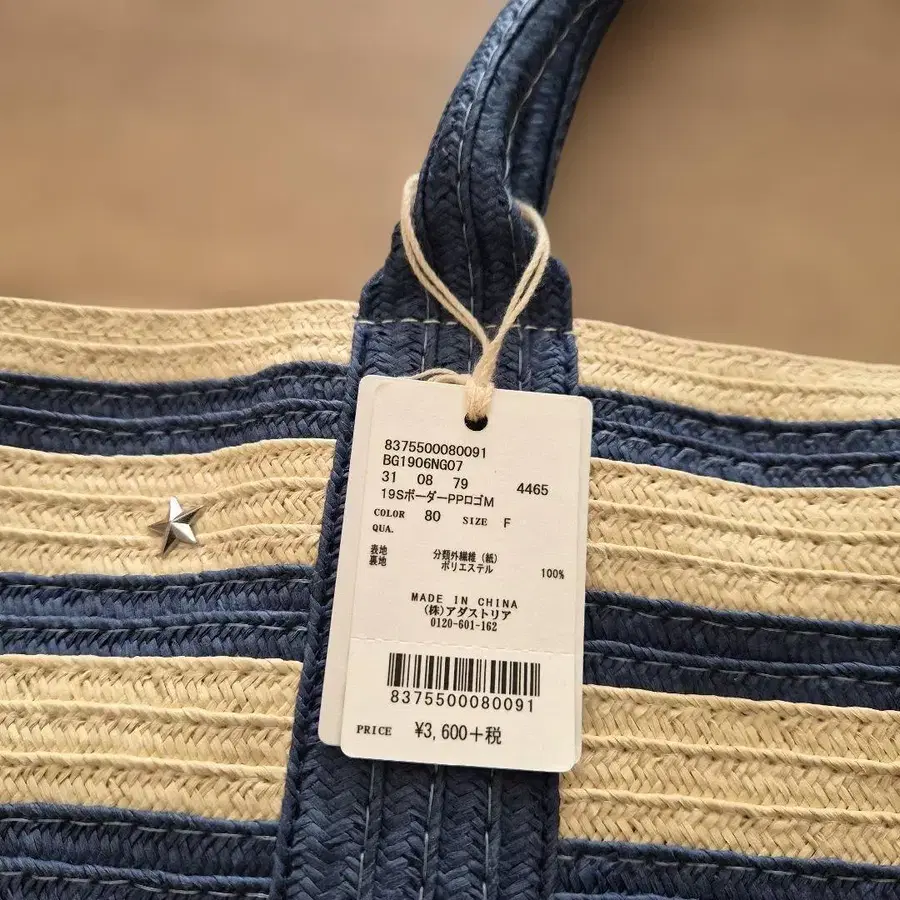 8375500080091
BG1906NG07
31 08 79 4465
19SボーダーPPロゴM
COLOR 80 SIZE F
QUA.
表地 分類外繊維(紙)
裏地 ポリエステル 100%
MADE IN CHINA
(株)アダストリア
0120-601-162
8375500080091
PRICE ¥3,600+税